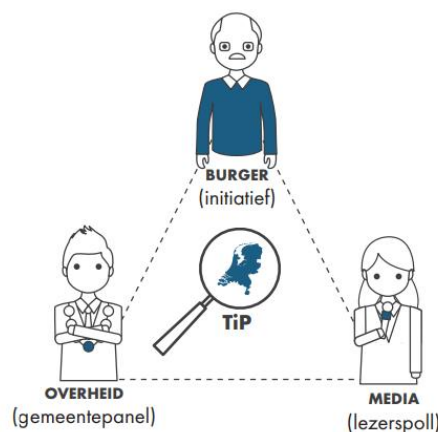 BURGER
(initiatief)
TiP
OVERHEID
(gemeentepanel)
MEDIA
(lezerspoll)